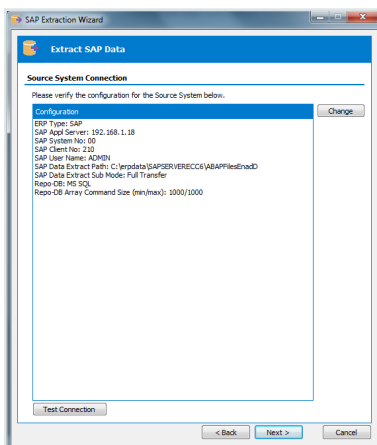 SAP Extraction Wizard
Extract SAP Data
Source System Connection
Please verify the configuration for the Source System below.
Configuration
Change
ERP Type: SAP
SAP Appl Server: 192.168.1.18
SAP System No: 00
SAP Client No: 210
SAP User Name: ADMIN
SAP Data Extract Path: C:\erpdata\SAPSERVERECC6\ABAPFilesEnadD
SAP Data Extract Sub Mode: Full Transfer
Repo-DB: MS SQL
Repo-DB Array Command Size (min/max): 1000/1000
Test Connection
< Back
Next >
Cancel